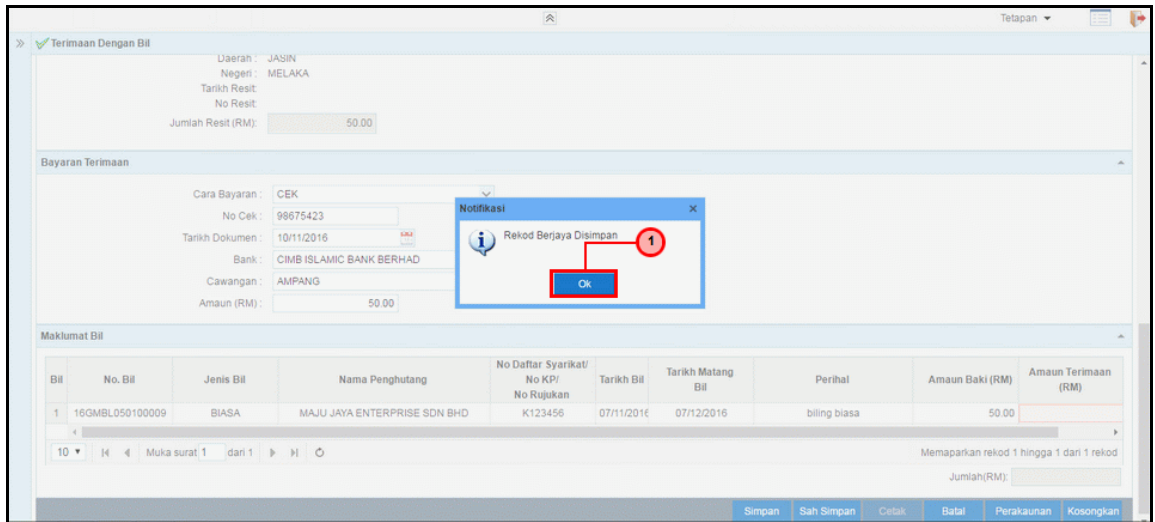 Tetapan
Terimaan Dengan Bil
Daerah : JASIN
Negeri : MELAKA
Tarikh Resit:
No Resit:
Jumlah Resit (RM): 50.00
Bayaran Terimaan
Cara Bayaran : CEK
No Cek : 98675423
Tarikh Dokumen : 10/11/2016
Bank : CIMB ISLAMIC BANK BERHAD
Cawangan : AMPANG
Amaun (RM) : 50.00
Notifikasi x
Rekod Berjaya Disimpan
1
Ok
Maklumat Bil
Bil No. Bil Jenis Bil Nama Penghutang No Daftar Syarikat/ No KP/ No Rujukan Tarikh Bil Tarikh Matang Bil Perihal Amaun Baki (RM) Amaun Terimaan (RM)
1 16GMBL050100009 BIASA MAJU JAYA ENTERPRISE SDN BHD K123456 07/11/2016 07/12/2016 biling biasa 50.00
10 Muka surat 1 dari 1 Memaparkan rekod 1 hingga 1 dari 1 rekod
Jumlah(RM):
Simpan Sah Simpan Cetak Batal Perakaunan Kosongkan